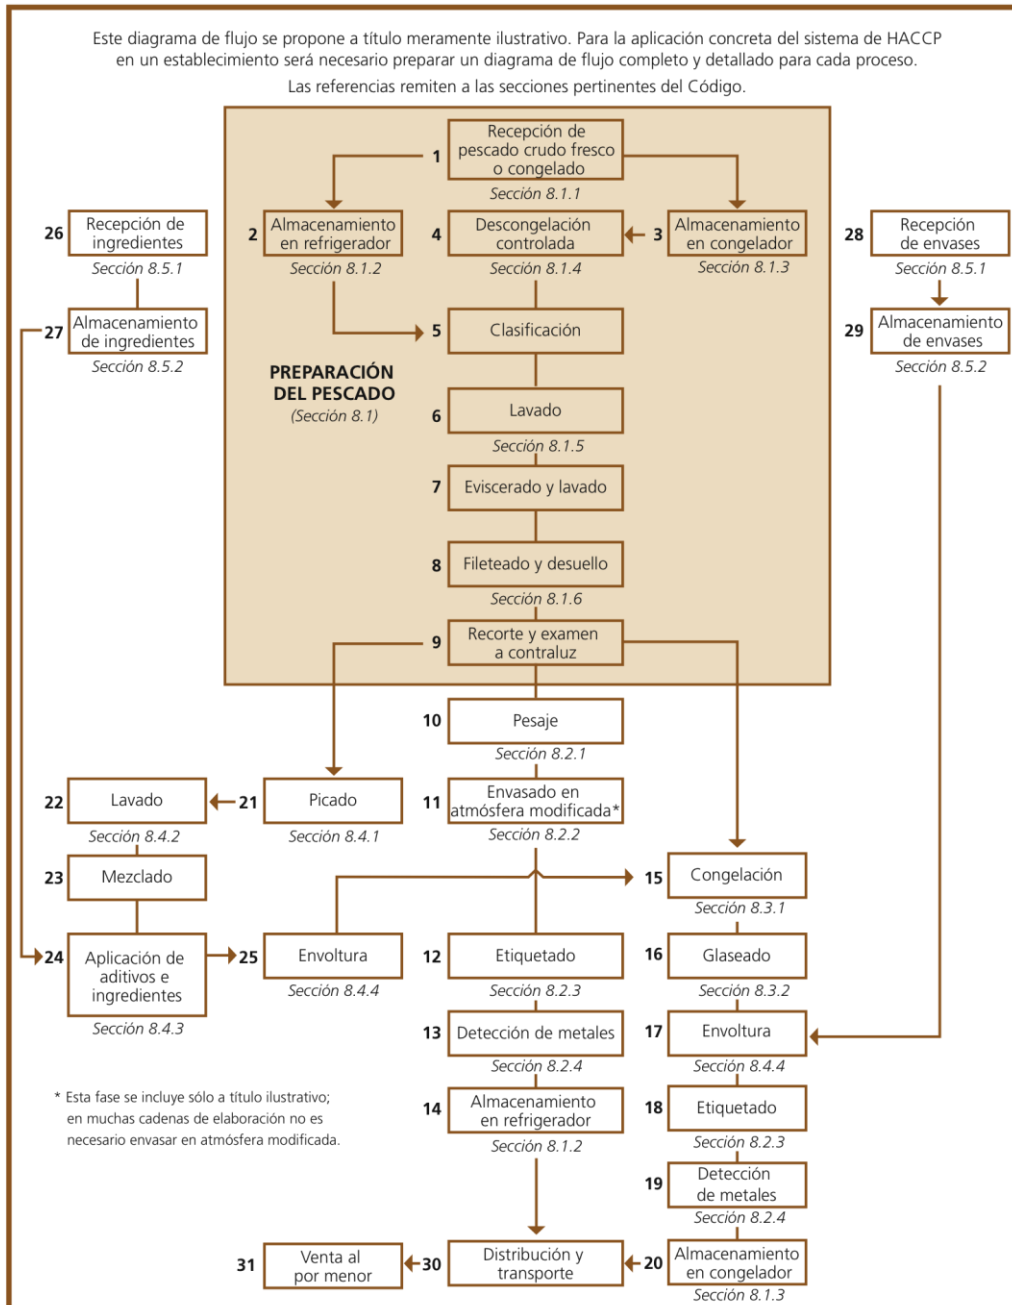 Este diagrama de flujo se propone a título meramente ilustrativo. Para la aplicación concreta del sistema de HACCP
en un establecimiento será necesario preparar un diagrama de flujo completo y detallado para cada proceso.
Las referencias remiten a las secciones pertinentes del Código.
1
Recepción de
pescado crudo fresco
o congelado
Sección 8.1.1
26
Recepción de
ingredientes
Sección 8.5.1
2
Almacenamiento
en refrigerador
Sección 8.1.2
4
Descongelación
controlada
Sección 8.1.4
3
Almacenamiento
en congelador
Sección 8.1.3
28
Recepción
de envases
Sección 8.5.1
27
Almacenamiento
de ingredientes
Sección 8.5.2
5
Clasificación
29
Almacenamiento
de envases
Sección 8.5.2
PREPARACIÓN
DEL PESCADO
(Sección 8.1)
6
Lavado
Sección 8.1.5
7
Eviscerado y lavado
8
Fileteado y desuello
Sección 8.1.6
9
Recorte y examen
a contraluz
10
Pesaje
Sección 8.2.1
22
Lavado
Sección 8.4.2
21
Picado
Sección 8.4.1
11
Envasado en
atmósfera modificada*
Sección 8.2.2
23
Mezclado
15
Congelación
Sección 8.3.1
24
Aplicación de
aditivos e
ingredientes
Sección 8.4.3
25
Envoltura
Sección 8.4.4
12
Etiquetado
Sección 8.2.3
16
Glaseado
Sección 8.3.2
13
Detección de metales
Sección 8.2.4
17
Envoltura
Sección 8.4.4
* Esta fase se incluye sólo a título ilustrativo;
en muchas cadenas de elaboración no es
necesario envasar en atmósfera modificada.
14
Almacenamiento
en refrigerador
Sección 8.1.2
18
Etiquetado
Sección 8.2.3
19
Detección
de metales
Sección 8.2.4
31
Venta al
por menor
30
Distribución y
transporte
20
Almacenamiento
en congelador
Sección 8.1.3